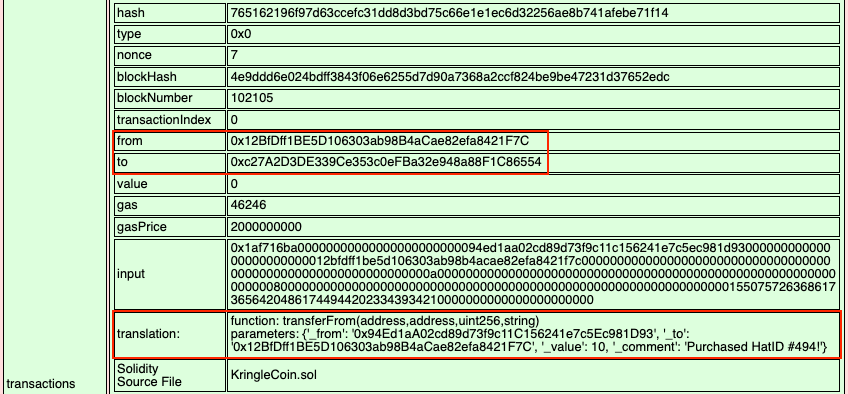 hash 765162196f97d63ccefc31dd8d3bd75c66e1e1ec6d32256ae8b741afebe71f14
type 0x0
nonce 7
blockHash 4e9ddd6e024bdff3843f06e6255d7d90a7368a2ccf824be9be47231d37652edc
blockNumber 102105
transactionIndex 0
from 0x12BfDff1BE5D106303ab98B4aCae82efa8421F7C
to 0xc27A2D3DE339Ce353c0eFBa32e948a88F1C86554
value 0
gas 46246
gasPrice 2000000000
input
translation:
function: transferFrom(address,address,uint256,string)
parameters: {'_from': '0x94Ed1aA02cd89d73f9c11C156241e7c5Ec981D93', '_to':
'0x12BfDff1BE5D106303ab98B4aCae82efa8421F7C', '_value': 10, '_comment': 'Purchased HatID #494!'}
Solidity
Source File
KringleCoin.sol
transactions